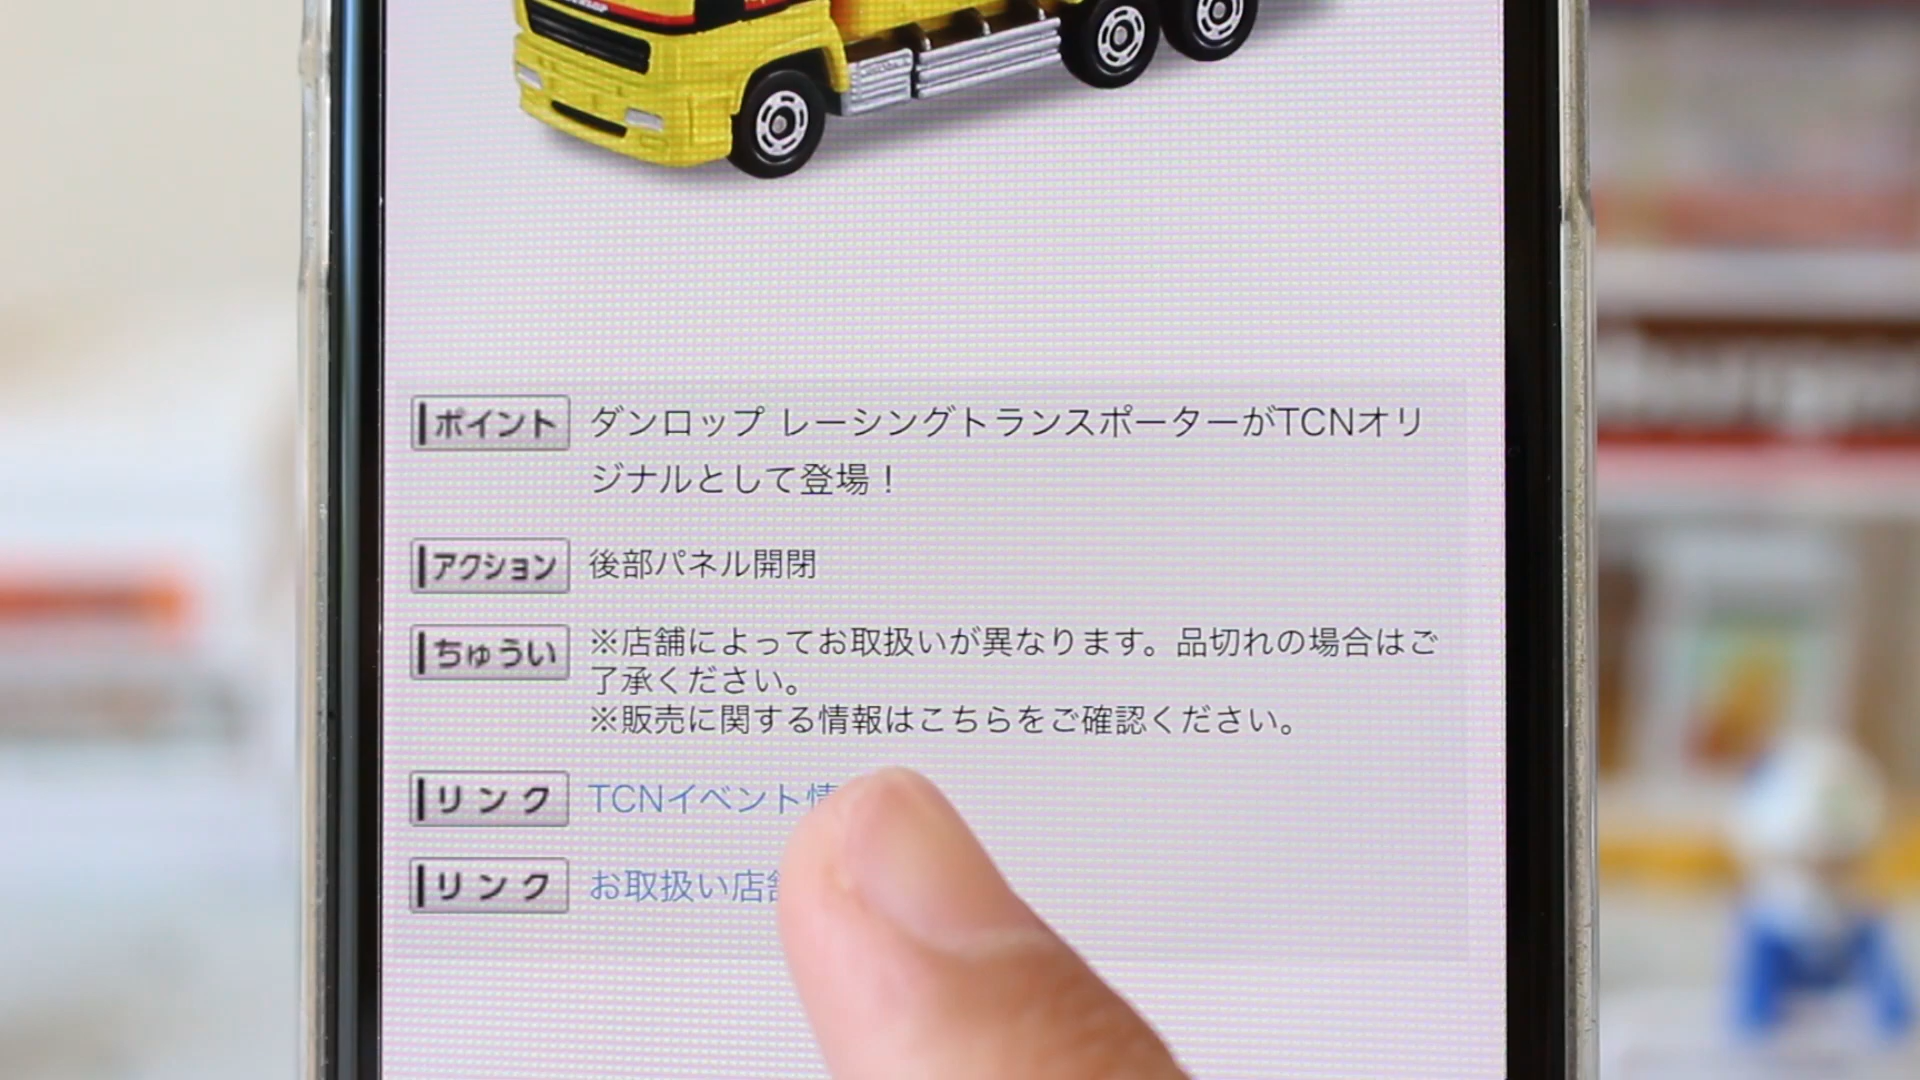 ポイント ダンロップ レーシングトランスポーターがTCNオリ
ジナルとして登場！
アクション 後部パネル開閉
ちゅうい ※店舗によってお取扱いが異なります。品切れの場合はご
了承ください。
※販売に関する情報はこちらをご確認ください。
リンク TCNイベント情
リンク お取扱い店舗